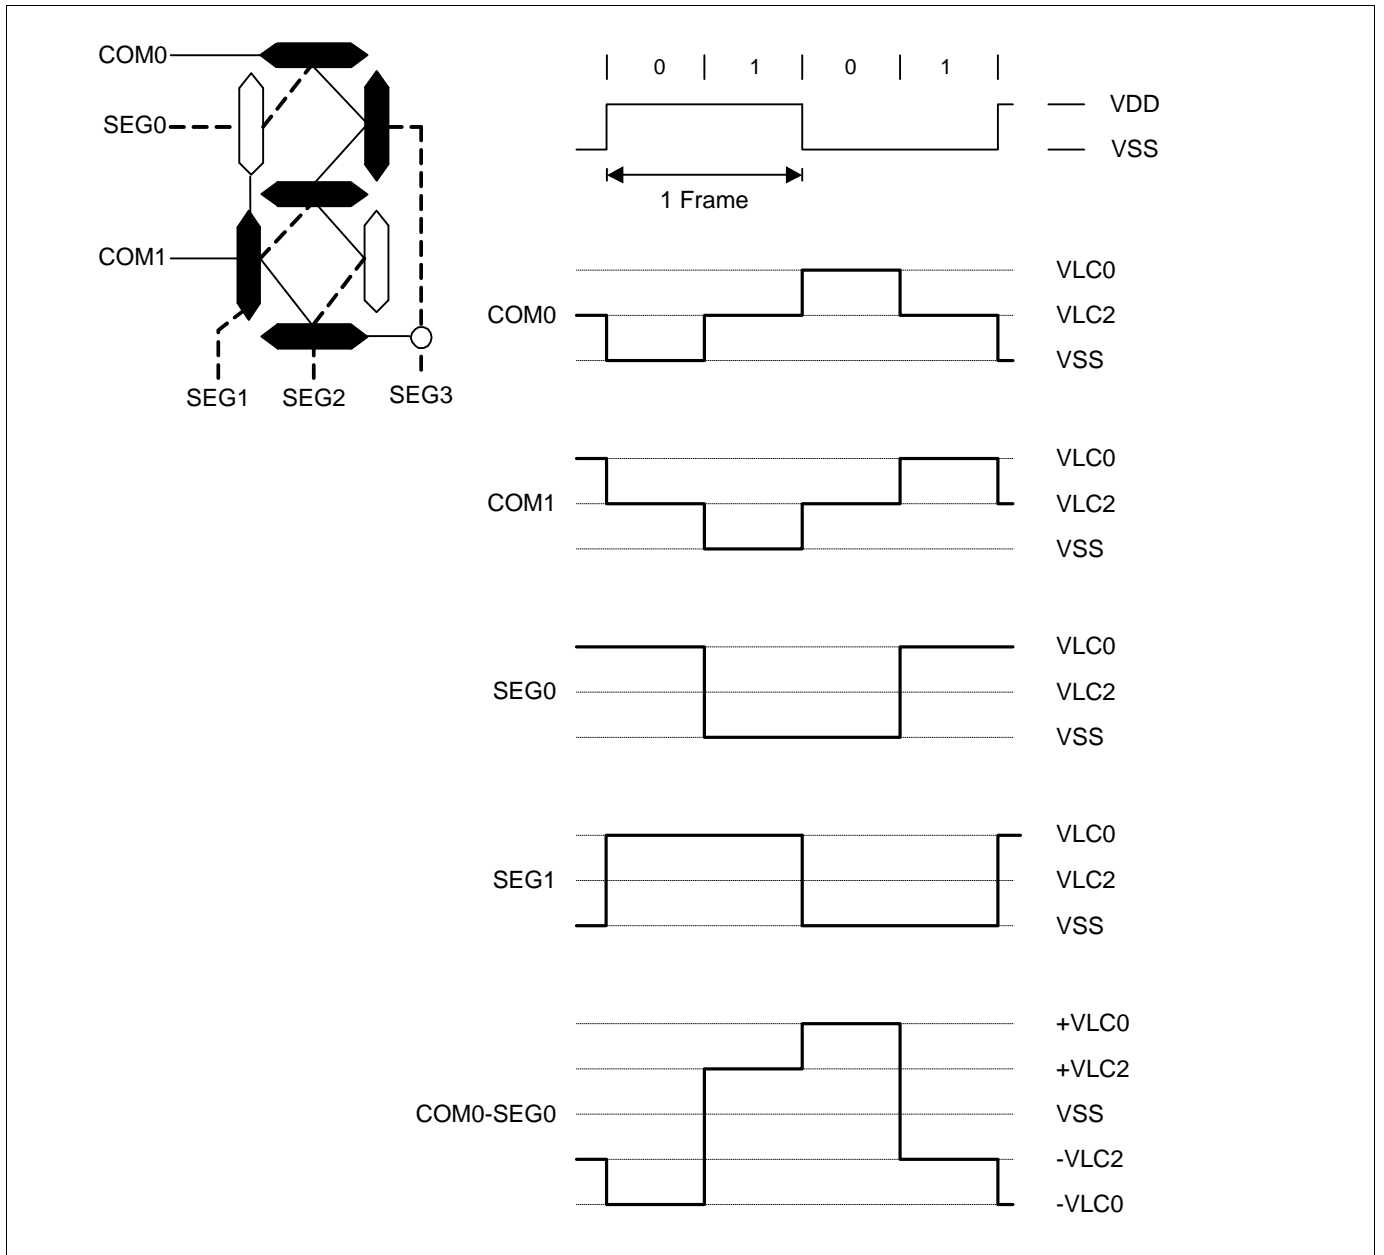 COM0
SEG0
COM1
SEG1 SEG2 SEG3
0 1 0 1
VDD
VSS
1 Frame
COM0
VLC0
VLC2
VSS
COM1
VLC0
VLC2
VSS
SEG0
VLC0
VLC2
VSS
SEG1
VLC0
VLC2
VSS
COM0-SEG0
+VLC0
+VLC2
VSS
-VLC2
-VLC0